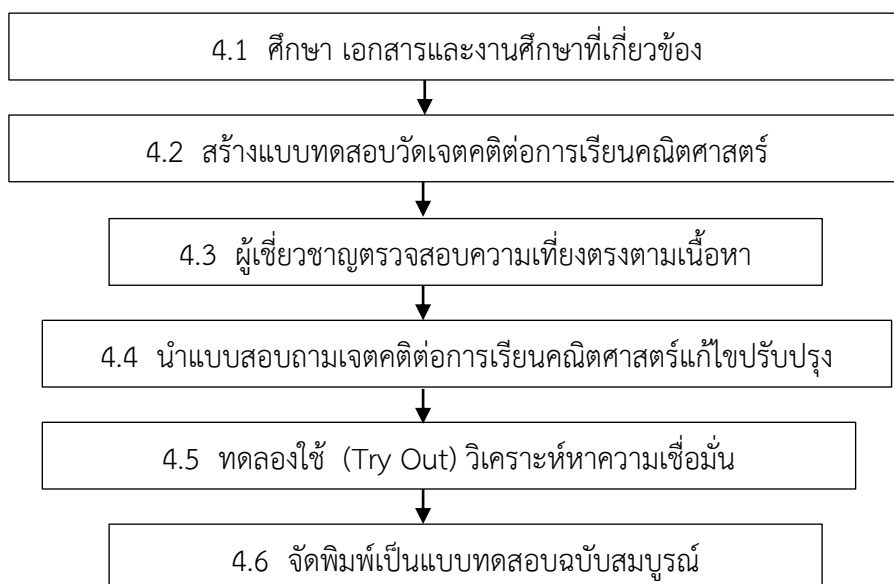 4.1 ศึกษา เอกสารและงานศึกษาที่เกี่ยวข้อง
4.2 สร้างแบบทดสอบวัดเจตคติต่อการเรียนคณิตศาสตร์
4.3 ผู้เชี่ยวชาญตรวจสอบความเที่ยงตรงตามเนื้อหา
4.4 นำแบบสอบถามเจตคติต่อการเรียนคณิตศาสตร์แก้ไขปรับปรุง
4.5 ทดลองใช้ (Try Out) วิเคราะห์หาความเชื่อมั่น
4.6 จัดพิมพ์เป็นแบบทดสอบฉบับสมบูรณ์